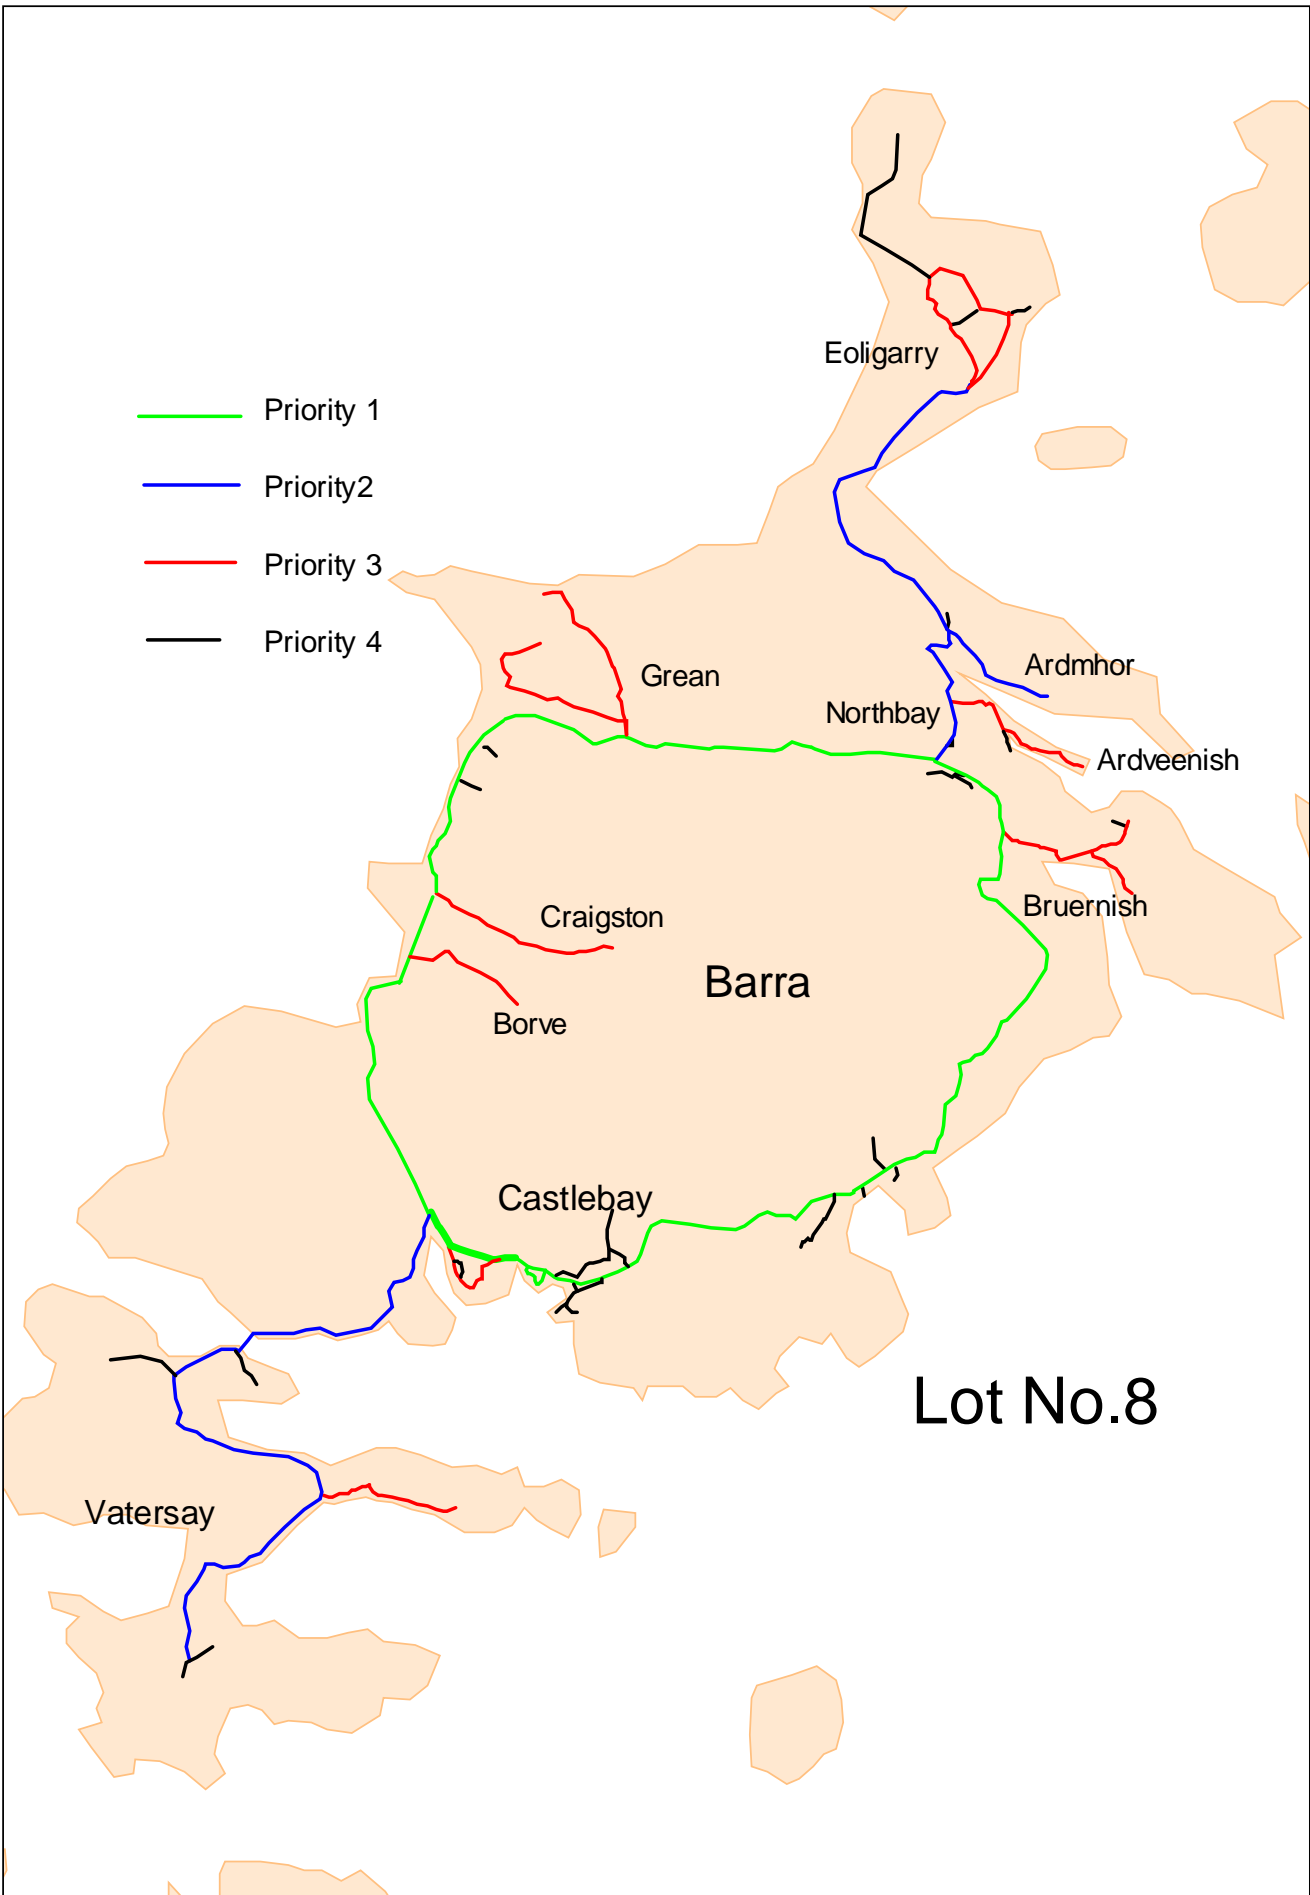 Eoligarry
Priority 1
Priority2
Priority 3
Priority 4
Grean
Ardmhor
Northbay
Ardveenish
Craigston
Bruernish
Barra
Borve
Castlebay
Lot No.8
Vatersay